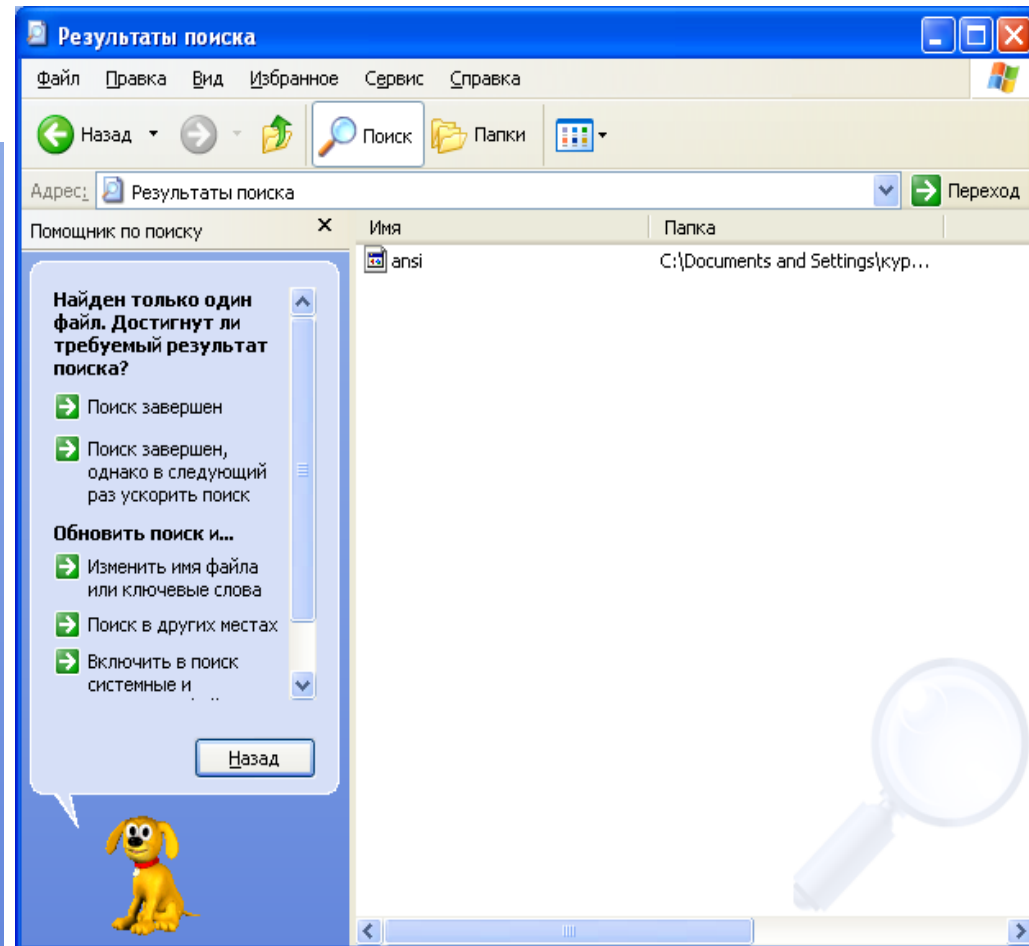 Результаты поиска
Файл Правка Вид Избранное Сервис Справка
Назад Поиск Папки
Адрес: Результаты поиска Переход
Помощник по поиску
Имя Папка
ansi C:\Documents and Settings\кур...
Найден только один
файл. Достигнут ли
требуемый результат
поиска?
Поиск завершен
Поиск завершен,
однако в следующий
раз ускорить поиск
Обновить поиск и...
Изменить имя файла
или ключевые слова
Поиск в других местах
Включить в поиск
системные и
Назад